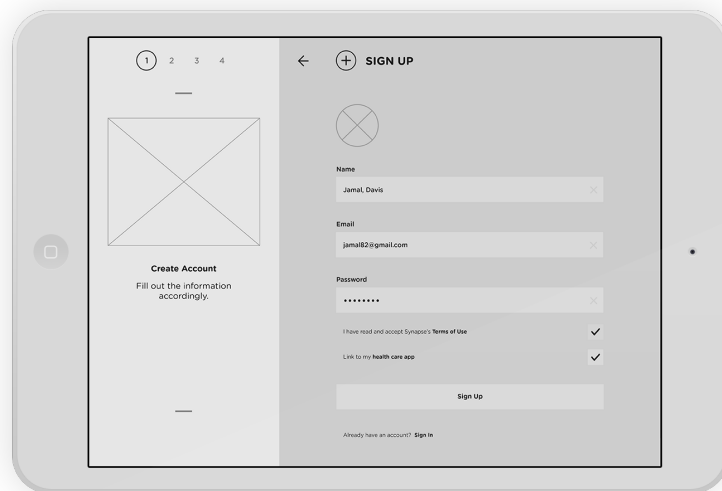 1 2 3 4
Create Account
Fill out the information
accordingly.
SIGN UP
Name
Jamal, Davis
Email
jamal82@gmail.com
Password
••••••••
I have read and accept Synapse's Terms of Use
Link to my health care app
Sign Up
Already have an account? Sign In